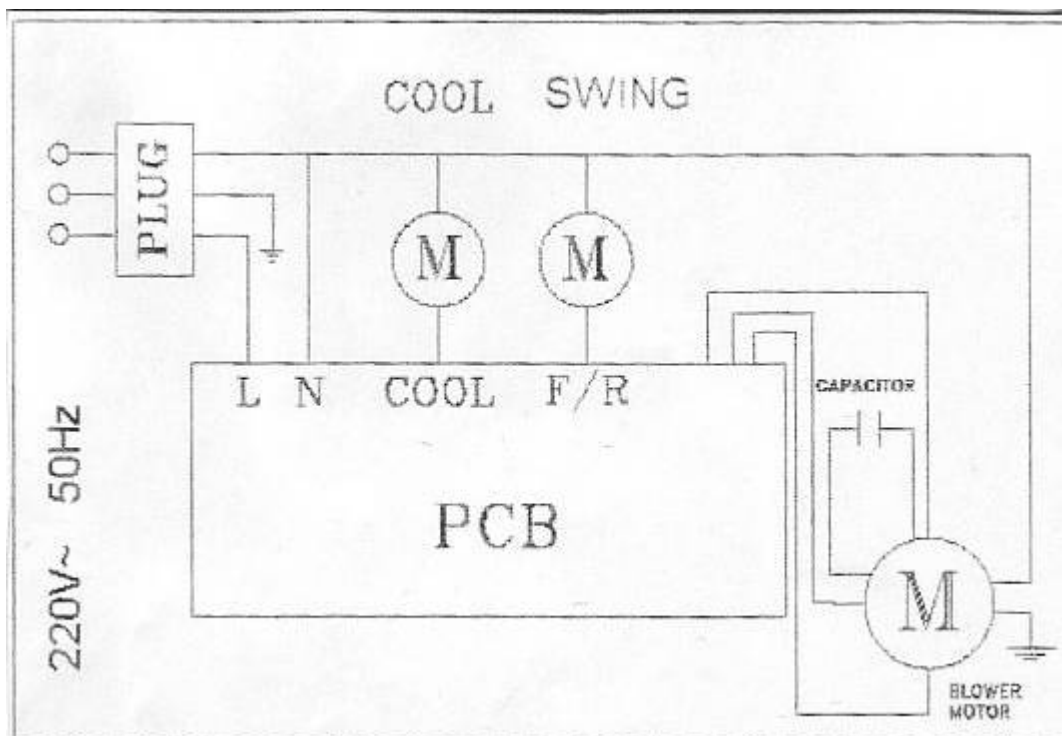 COOL SWING
PLUG
M M
L N COOL F/R
CAPACITOR
PCB
M
BLOWER
MOTOR
220V~ 50Hz